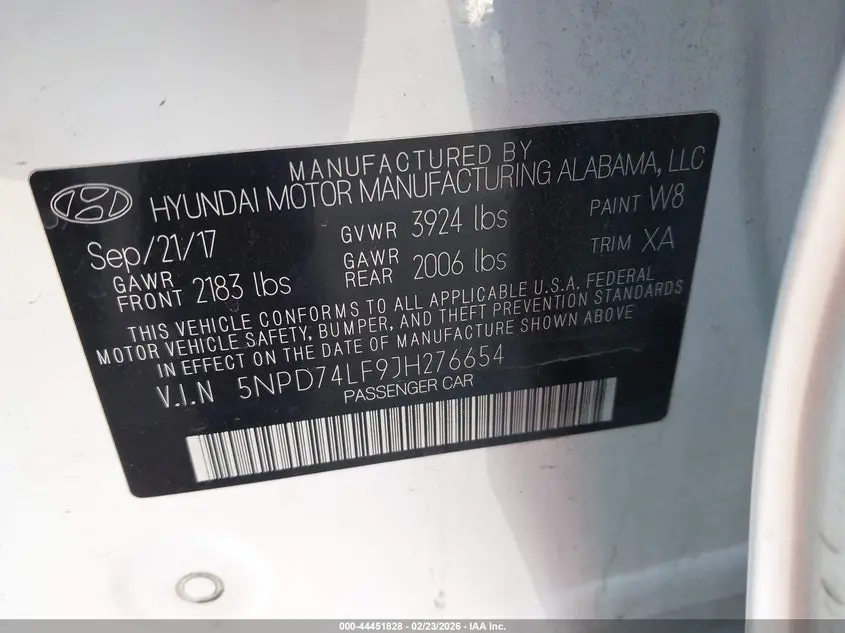 MANUFACTURED BY
HYUNDAI MOTOR MANUFACTURING ALABAMA, LLC
Sep/21/17 GVWR 3924 lbs PAINT W8
GAWR FRONT 2183 lbs GAWR REAR 2006 lbs TRIM XA
THIS VEHICLE CONFORMS TO ALL APPLICABLE U.S.A. FEDERAL
MOTOR VEHICLE SAFETY, BUMPER, AND THEFT PREVENTION STANDARDS
IN EFFECT ON THE DATE OF MANUFACTURE SHOWN ABOVE
V.I.N 5NPD74LF9JH276654
PASSENGER CAR
000-44451828 - 02/23/2026 - IAA Inc.